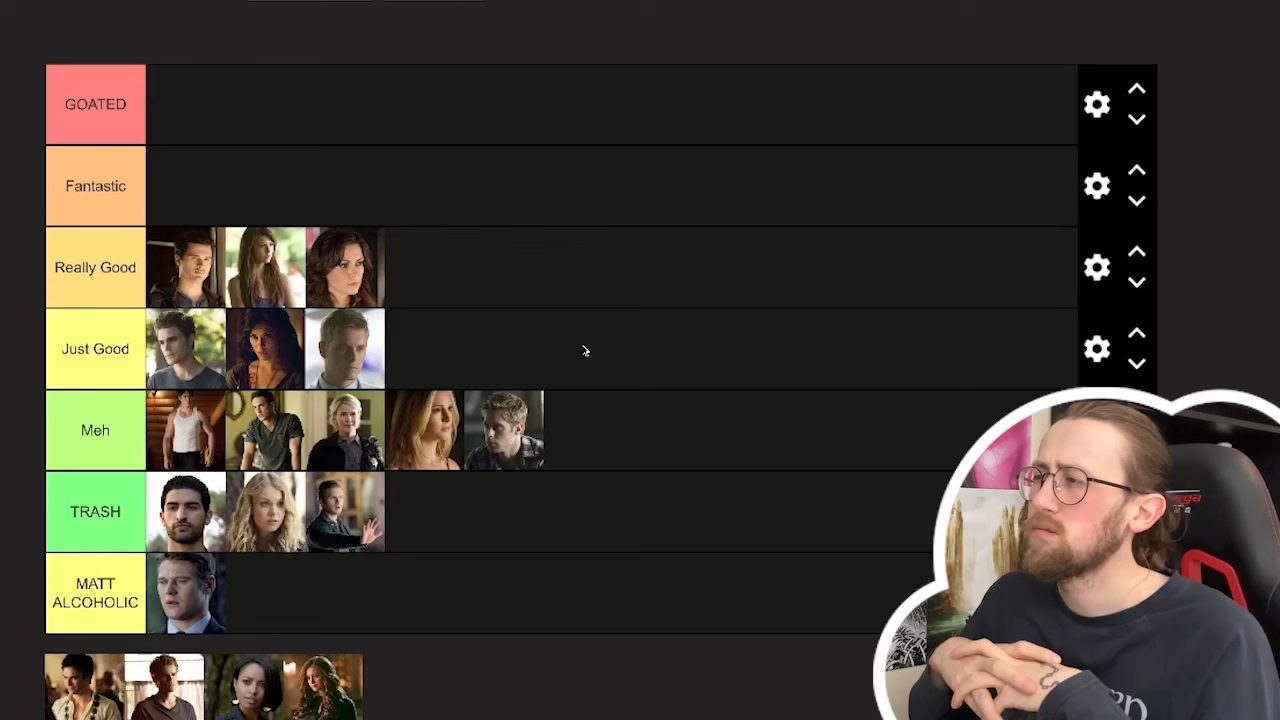 GOATED
Fantastic
Really Good
Just Good
Meh
TRASH
MATT
ALCOHOLIC